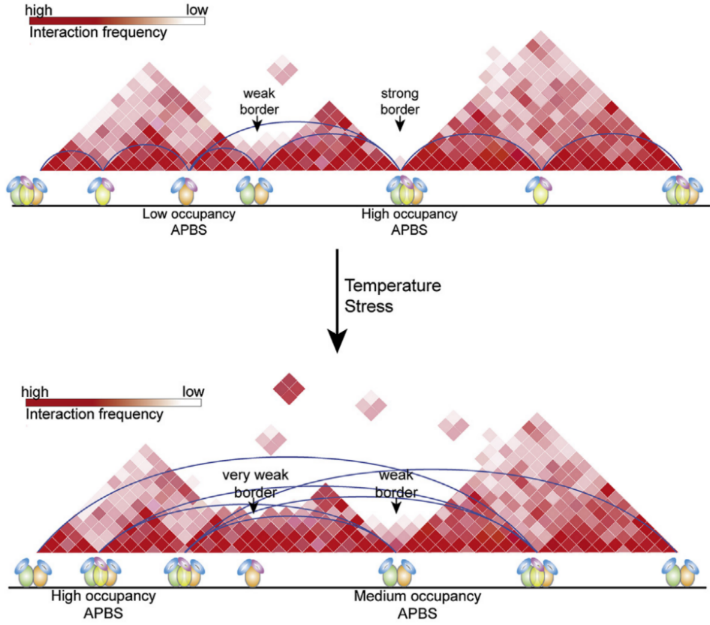 high low
Interaction frequency
weak
border
strong
border
Low occupancy
APBS
High occupancy
APBS
Temperature
Stress
high low
Interaction frequency
very weak
border
weak
border
High occupancy
APBS
Medium occupancy
APBS